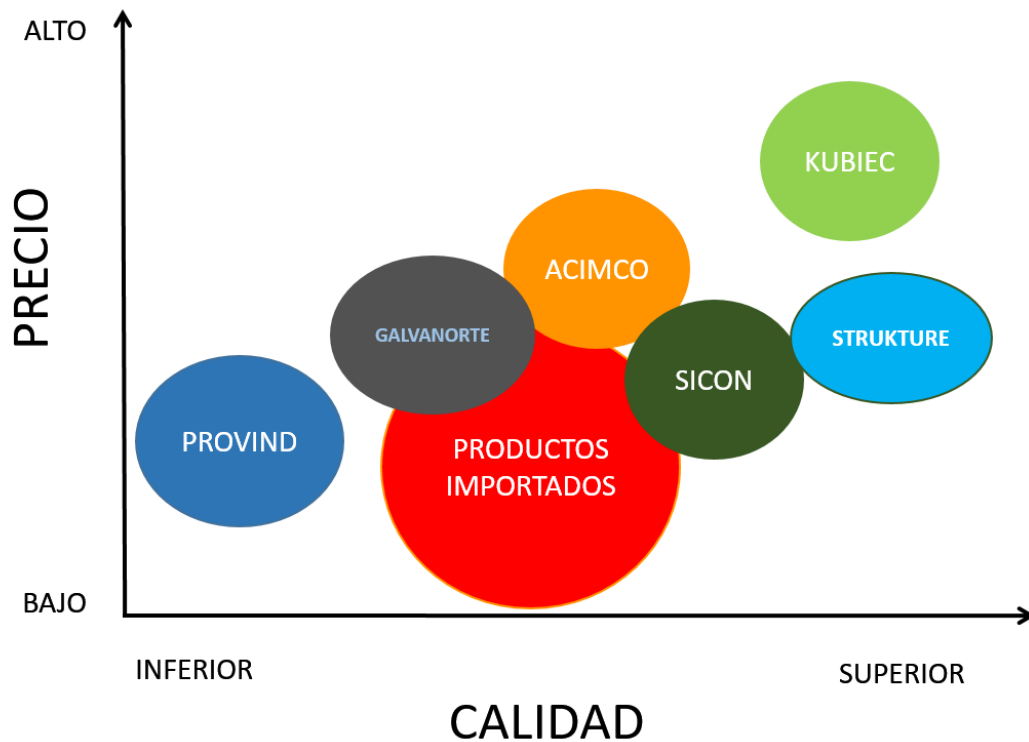 ALTO
KUBIEC
PRECIO
ACIMCO
GALVANORTE
STRUKTURE
SICON
PROVIND
PRODUCTOS
IMPORTADOS
BAJO
INFERIOR
SUPERIOR
CALIDAD